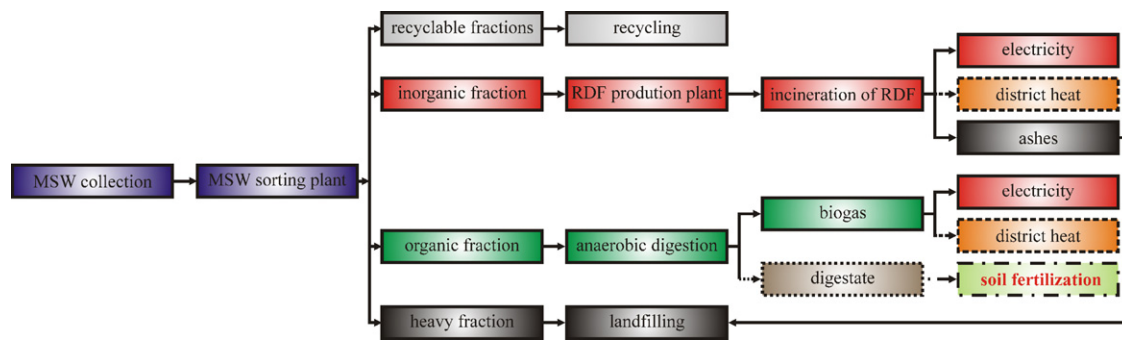 recyclable fractions
recycling
electricity
inorganic fraction
RDF prodution plant
incineration of RDF
district heat
ashes
MSW collection
MSW sorting plant
electricity
biogas
organic fraction
anaerobic digestion
district heat
digestate
soil fertilization
heavy fraction
landfilling